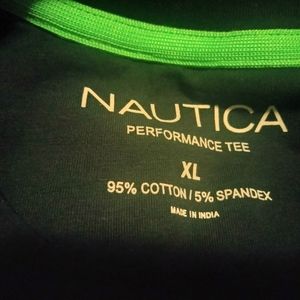 NAUTICA
PERFORMANCE TEE
XL
95% COTTON / 5% SPANDEX
MADE IN INDIA